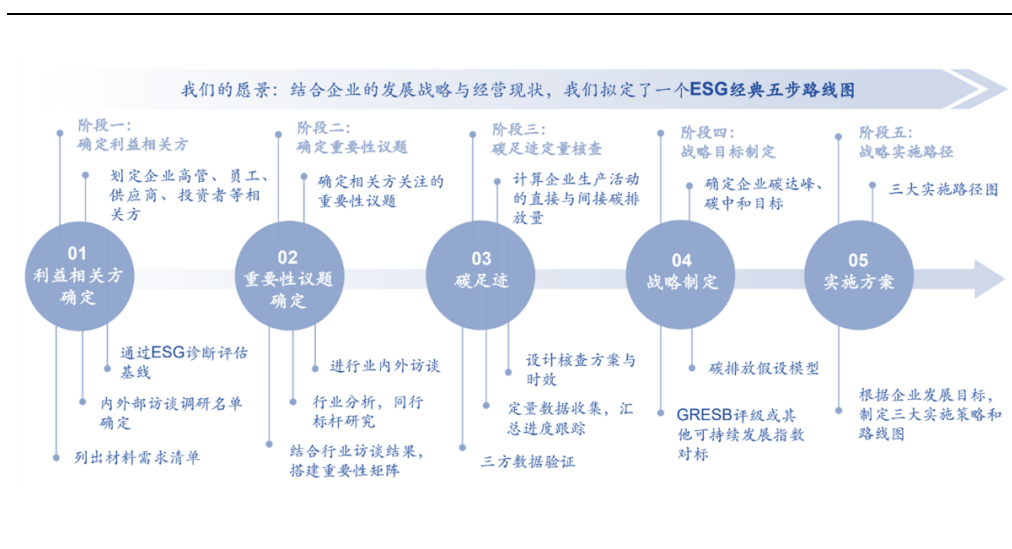 我们的愿景：结合企业的发展战略与经营现状，我们拟定了一个ESG经典五步路线图
阶段一：
确定利益相关方
划定企业高管、员工、
供应商、投资者等相
关方
01
利益相关方
确定
通过ESG诊断评估
基线
内外部访谈调研名单
确定
列出材料需求清单
阶段二：
确定重要性议题
确定相关方关注的
重要性议题
02
重要性议题
确定
进行业内外访谈
行业分析，同行
标杆研究
结合行业访谈结果，
搭建重要性矩阵
阶段三：
碳足迹定量核查
计算企业生产活动
的直接与间接碳排
放量
03
碳足迹
设计核查方案与
时效
定量数据收集，汇
总进度跟踪
三方数据验证
阶段四：
战略目标制定
确定企业碳达峰、
碳中和目标
04
战略制定
碳排放假设模型
GRESB评级或其
他可持续发展指数
对标
阶段五：
战略实施路径
三大实施路径图
05
实施方案
根据企业发展目标，
制定三大实施策略和
路线图